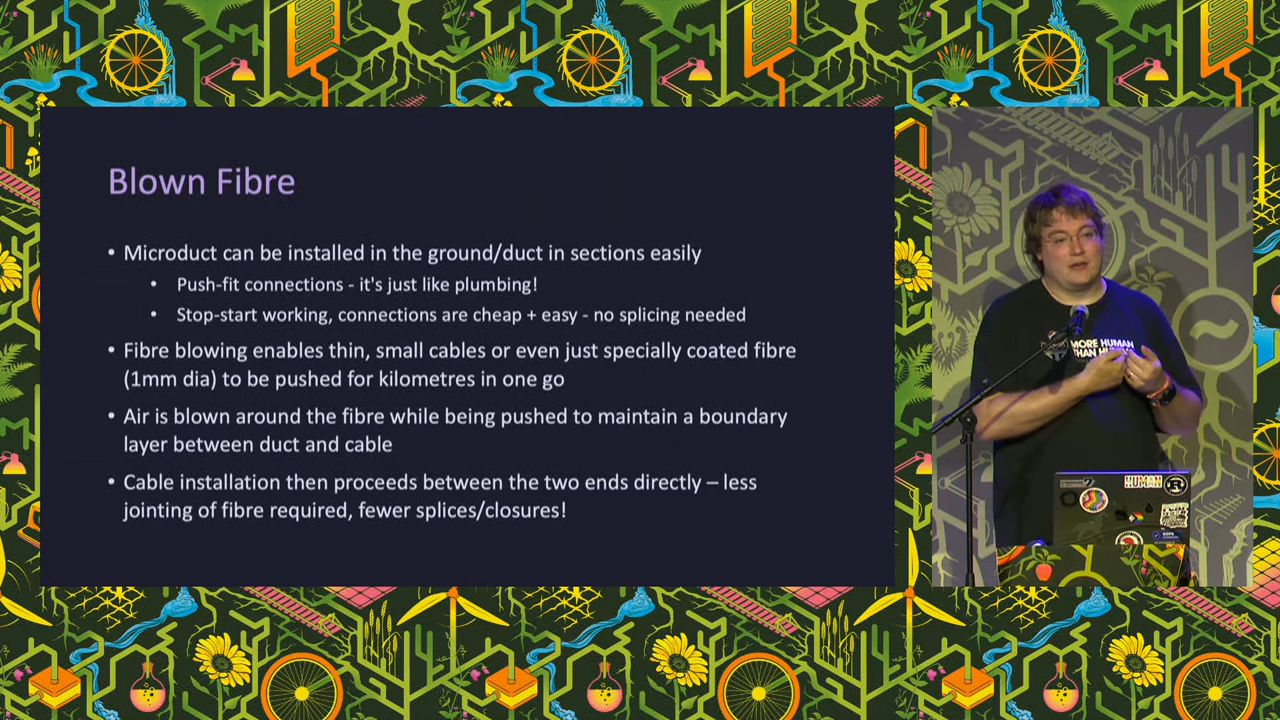 Blown Fibre
• Microduct can be installed in the ground/duct in sections easily
• Push-fit connections - it's just like plumbing!
• Stop-start working, connections are cheap + easy - no splicing needed
• Fibre blowing enables thin, small cables or even just specially coated fibre
(1mm dia) to be pushed for kilometres in one go
• Air is blown around the fibre while being pushed to maintain a boundary
layer between duct and cable
• Cable installation then proceeds between the two ends directly – less
jointing of fibre required, fewer splices/closures!
MORE HUMAN
THAN
HUMAN
R